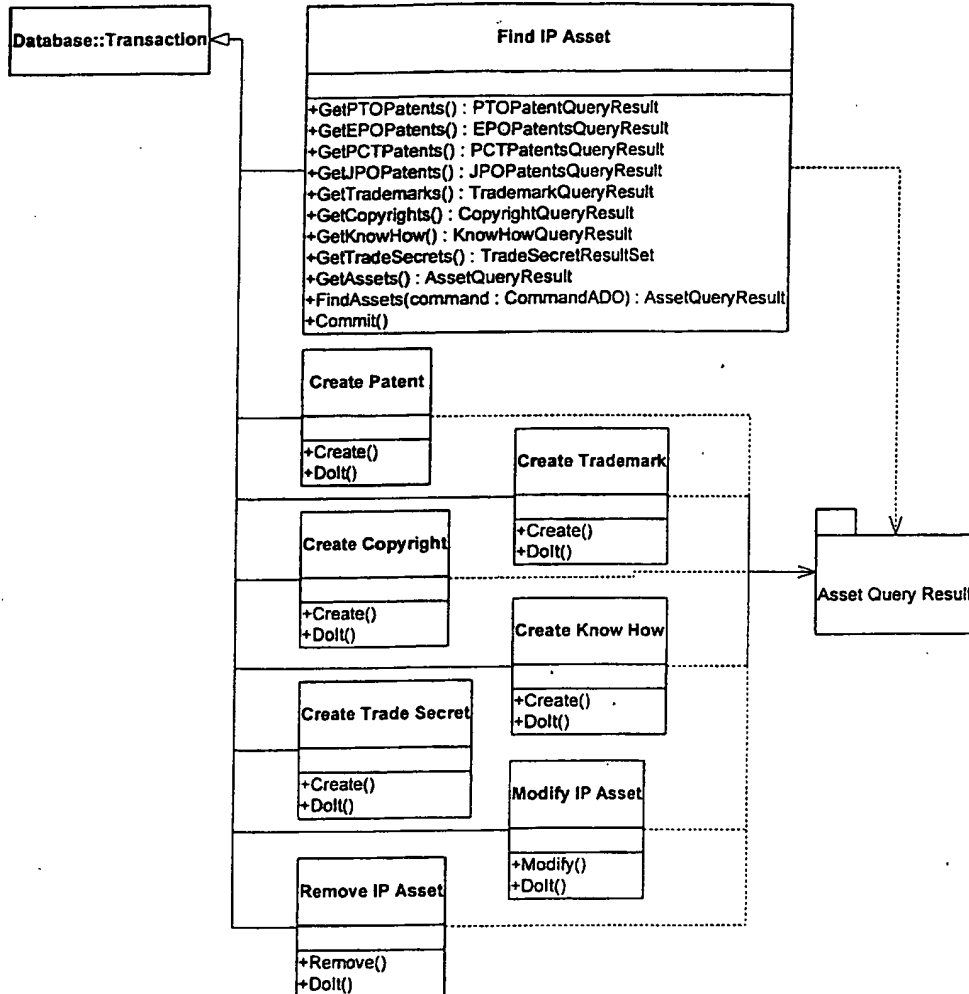 Database::Transaction
Find IP Asset
+GetPTOPatents() : PTOPatentQueryResult
+GetEPOPatents() : EPOPatentsQueryResult
+GetPCTPatents() : PCTPatentsQueryResult
+GetJPOPatents() : JPOPatentsQueryResult
+GetTrademarks() : TrademarkQueryResult
+GetCopyrights() : CopyrightQueryResult
+GetKnowHow() : KnowHowQueryResult
+GetTradeSecrets() : TradeSecretResultSet
+GetAssets() : AssetQueryResult
+FindAssets(command : CommandADO) : AssetQueryResult
+Commit()
Create Patent
+Create()
+DoIt()
Create Trademark
+Create()
+DoIt()
Create Copyright
+Create()
+DoIt()
Asset Query Result
Create Know How
+Create()
+DoIt()
Create Trade Secret
+Create()
+DoIt()
Modify IP Asset
+Modify()
+DoIt()
Remove IP Asset
+Remove()
+DoIt()